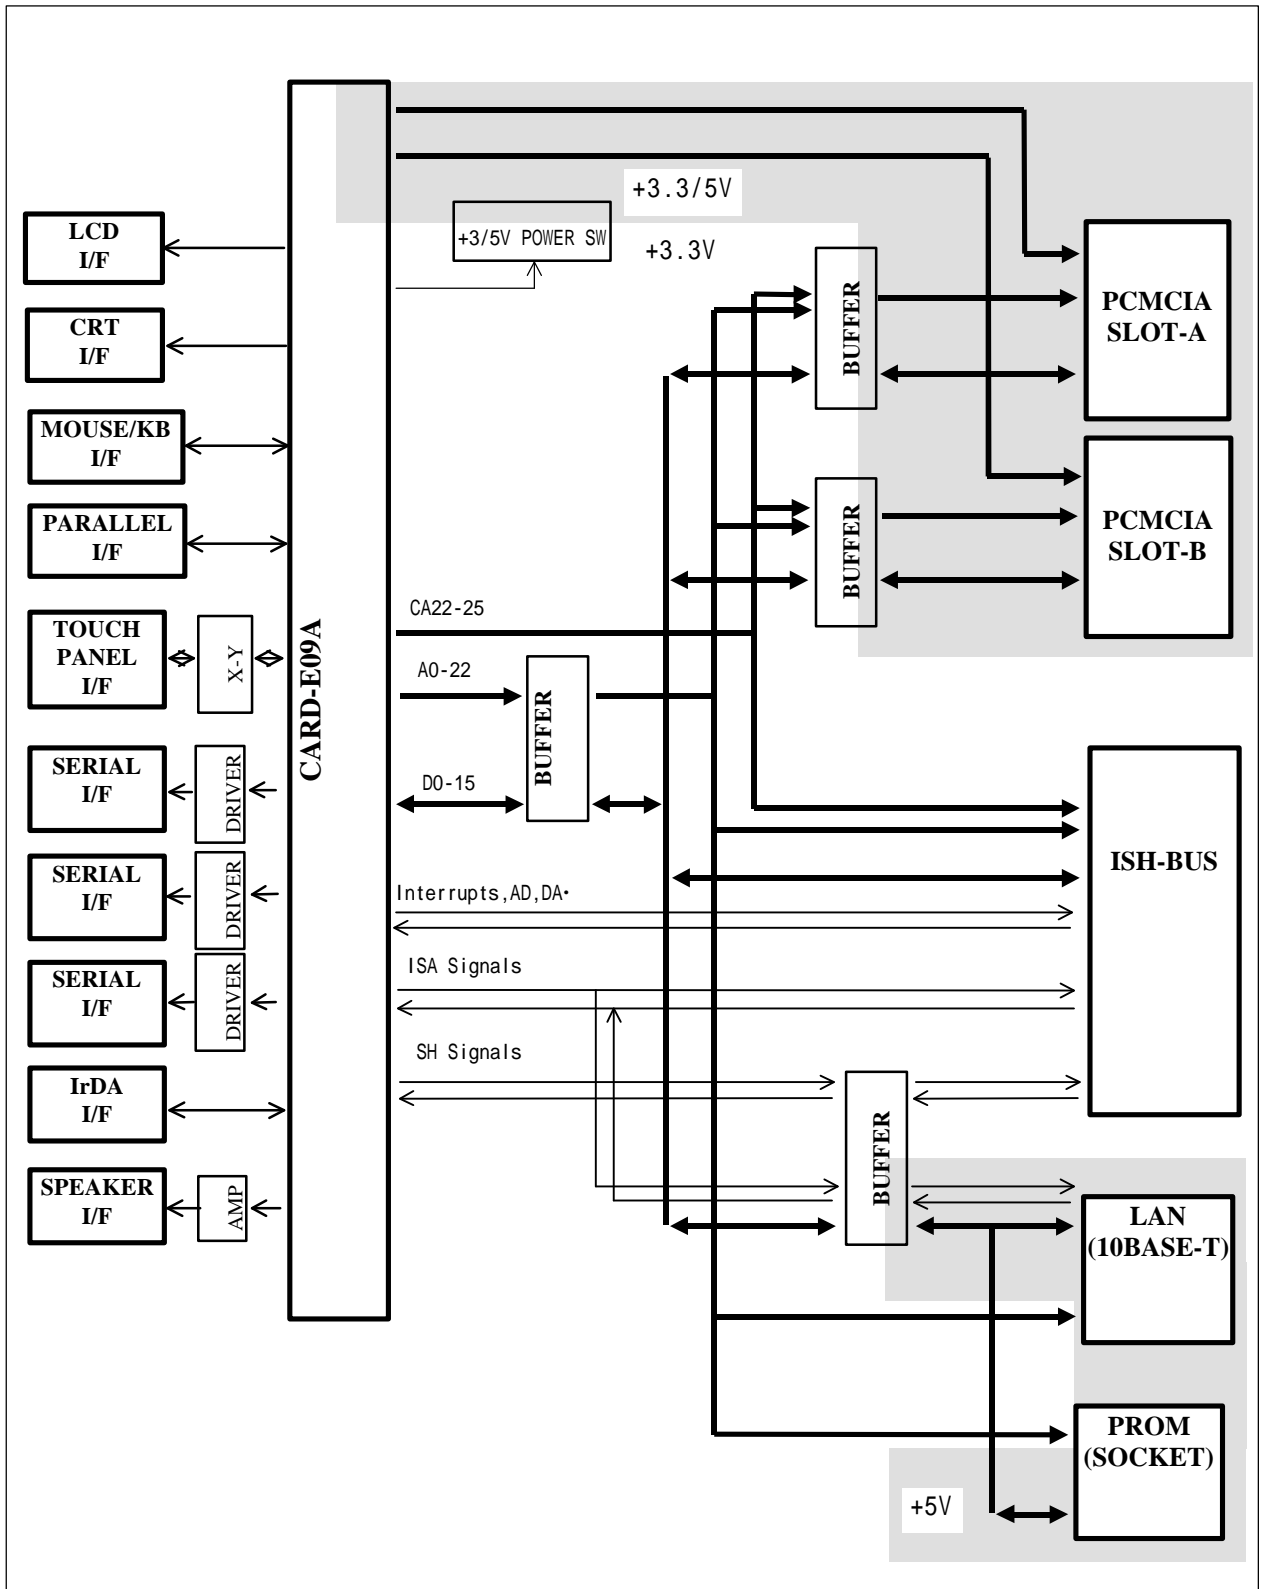 +3.3/5V
LCD
I/F
+3/5V POWER SW
+3.3V
BUFFER
PCMCIA
SLOT-A
CRT
I/F
MOUSE/KB
I/F
PARALLEL
I/F
BUFFER
PCMCIA
SLOT-B
CARD-E09A
CA22-25
TOUCH
PANEL
I/F
X-Y
A0-22
BUFFER
D0-15
SERIAL
I/F
DRIVER
ISH-BUS
SERIAL
I/F
DRIVER
Interrupts,AD,DA・
SERIAL
I/F
DRIVER
ISA Signals
SH Signals
IrDA
I/F
BUFFER
SPEAKER
I/F
AMP
LAN
(10BASE-T)
PROM
(SOCKET)
+5V